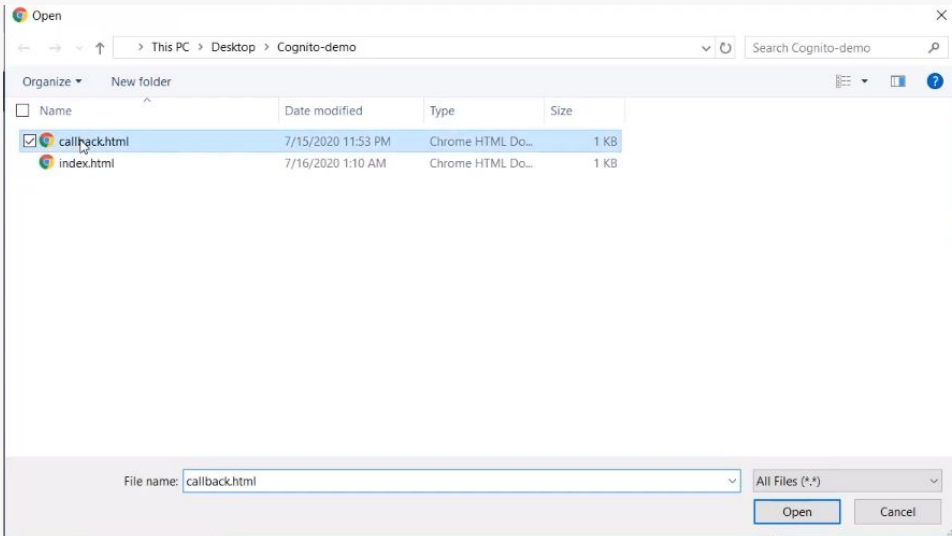 Open
> This PC > Desktop > Cognito-demo Search Cognito-demo
Organize New folder
Name Date modified Type Size
callback.html 7/15/2020 11:53 PM Chrome HTML Do... 1 KB
index.html 7/16/2020 1:10 AM Chrome HTML Do... 1 KB
File name: callback.html All Files (*.*)
Open Cancel